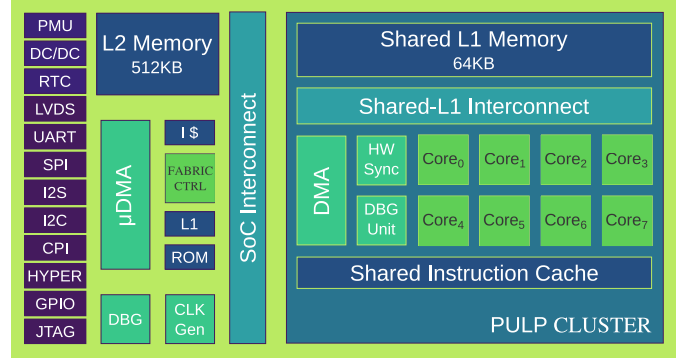 PMU
DC/DC
RTC
LVDS
UART
SPI
I2S
I2C
CPI
HYPER
GPIO
JTAG
L2 Memory
512KB
μDMA
I $
FABRIC
CTRL
L1
ROM
DBG
CLK
Gen
SoC Interconnect
Shared L1 Memory
64KB
Shared-L1 Interconnect
DMA
HW
Sync
Core₀
Core₁
Core₂
Core₃
DBG
Unit
Core₄
Core₅
Core₆
Core₇
Shared Instruction Cache
PULP CLUSTER